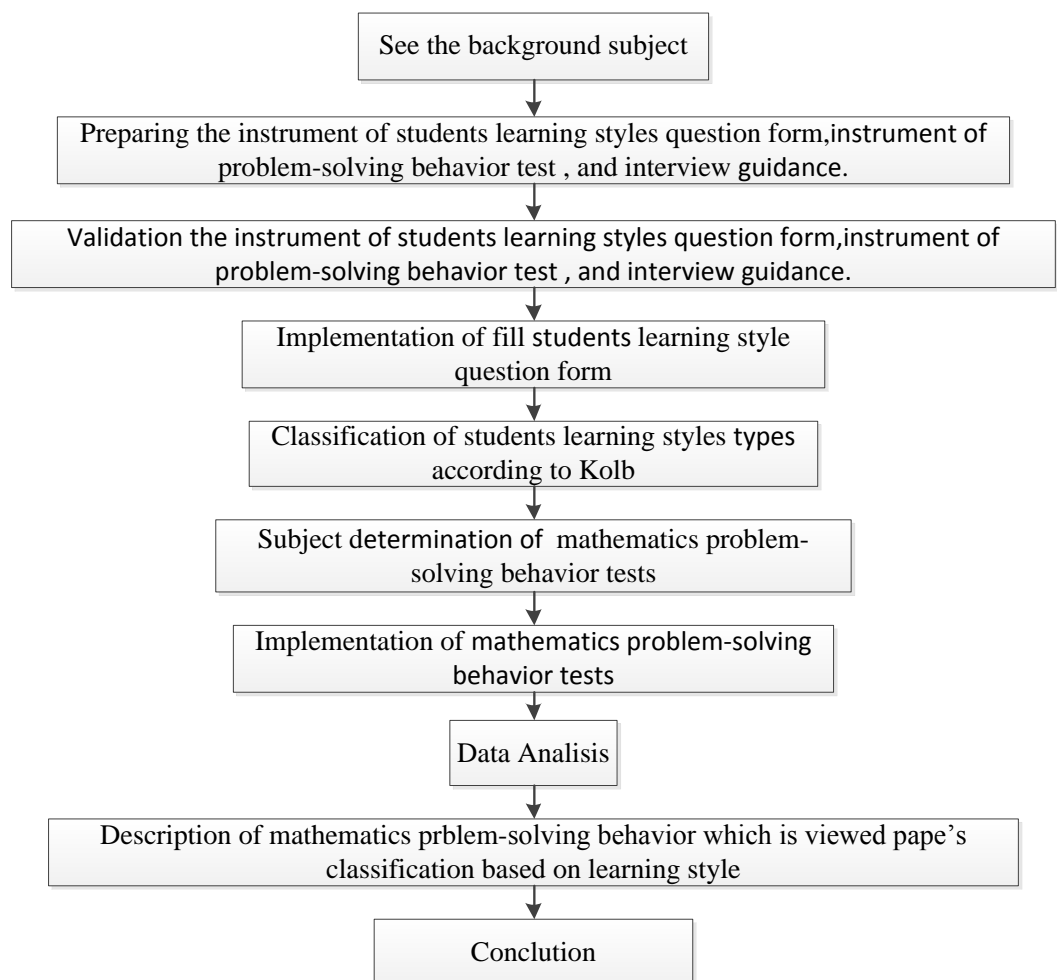 See the background subject
Preparing the instrument of students learning styles question form,instrument of
problem-solving behavior test , and interview guidance.
Validation the instrument of students learning styles question form,instrument of
problem-solving behavior test , and interview guidance.
Implementation of fill students learning style
question form
Classification of students learning styles types
according to Kolb
Subject determination of mathematics problem-
solving behavior tests
Implementation of mathematics problem-solving
behavior tests
Data Analisis
Description of mathematics prblem-solving behavior which is viewed pape’s
classification based on learning style
Conclution